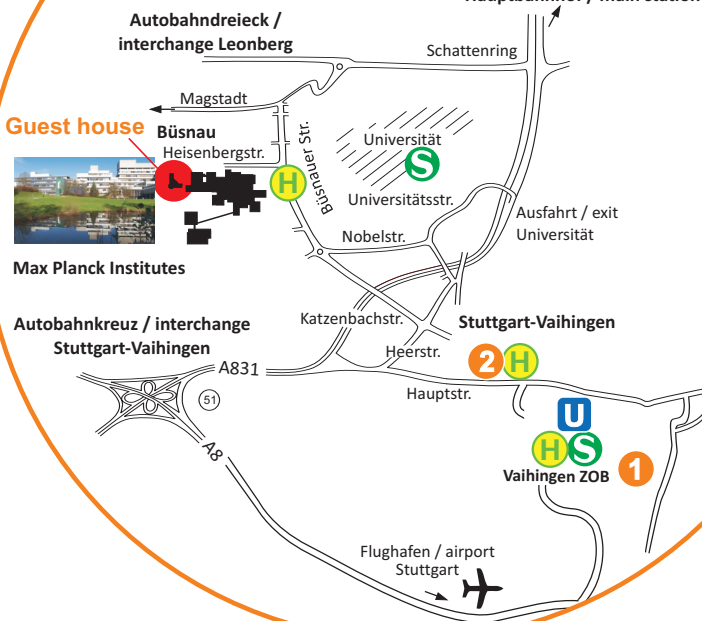 Hauptbahnhof / main station
Autobahndreieck /
interchange Leonberg
Schattenring
Magstadt
Guest house
Büsnau
Heisenbergstr.
Büsnauer Str.
Universität
S
H
Universitätsstr.
Ausfahrt / exit
Universität
Nobelstr.
Max Planck Institutes
Katzenbachstr.
Autobahnkreuz / interchange
Stuttgart-Vaihingen
Stuttgart-Vaihingen
Heerstr.
2 H
A831
Hauptstr.
51
U
A8
H S
1
Vaihingen ZOB
Flughafen / airport
Stuttgart